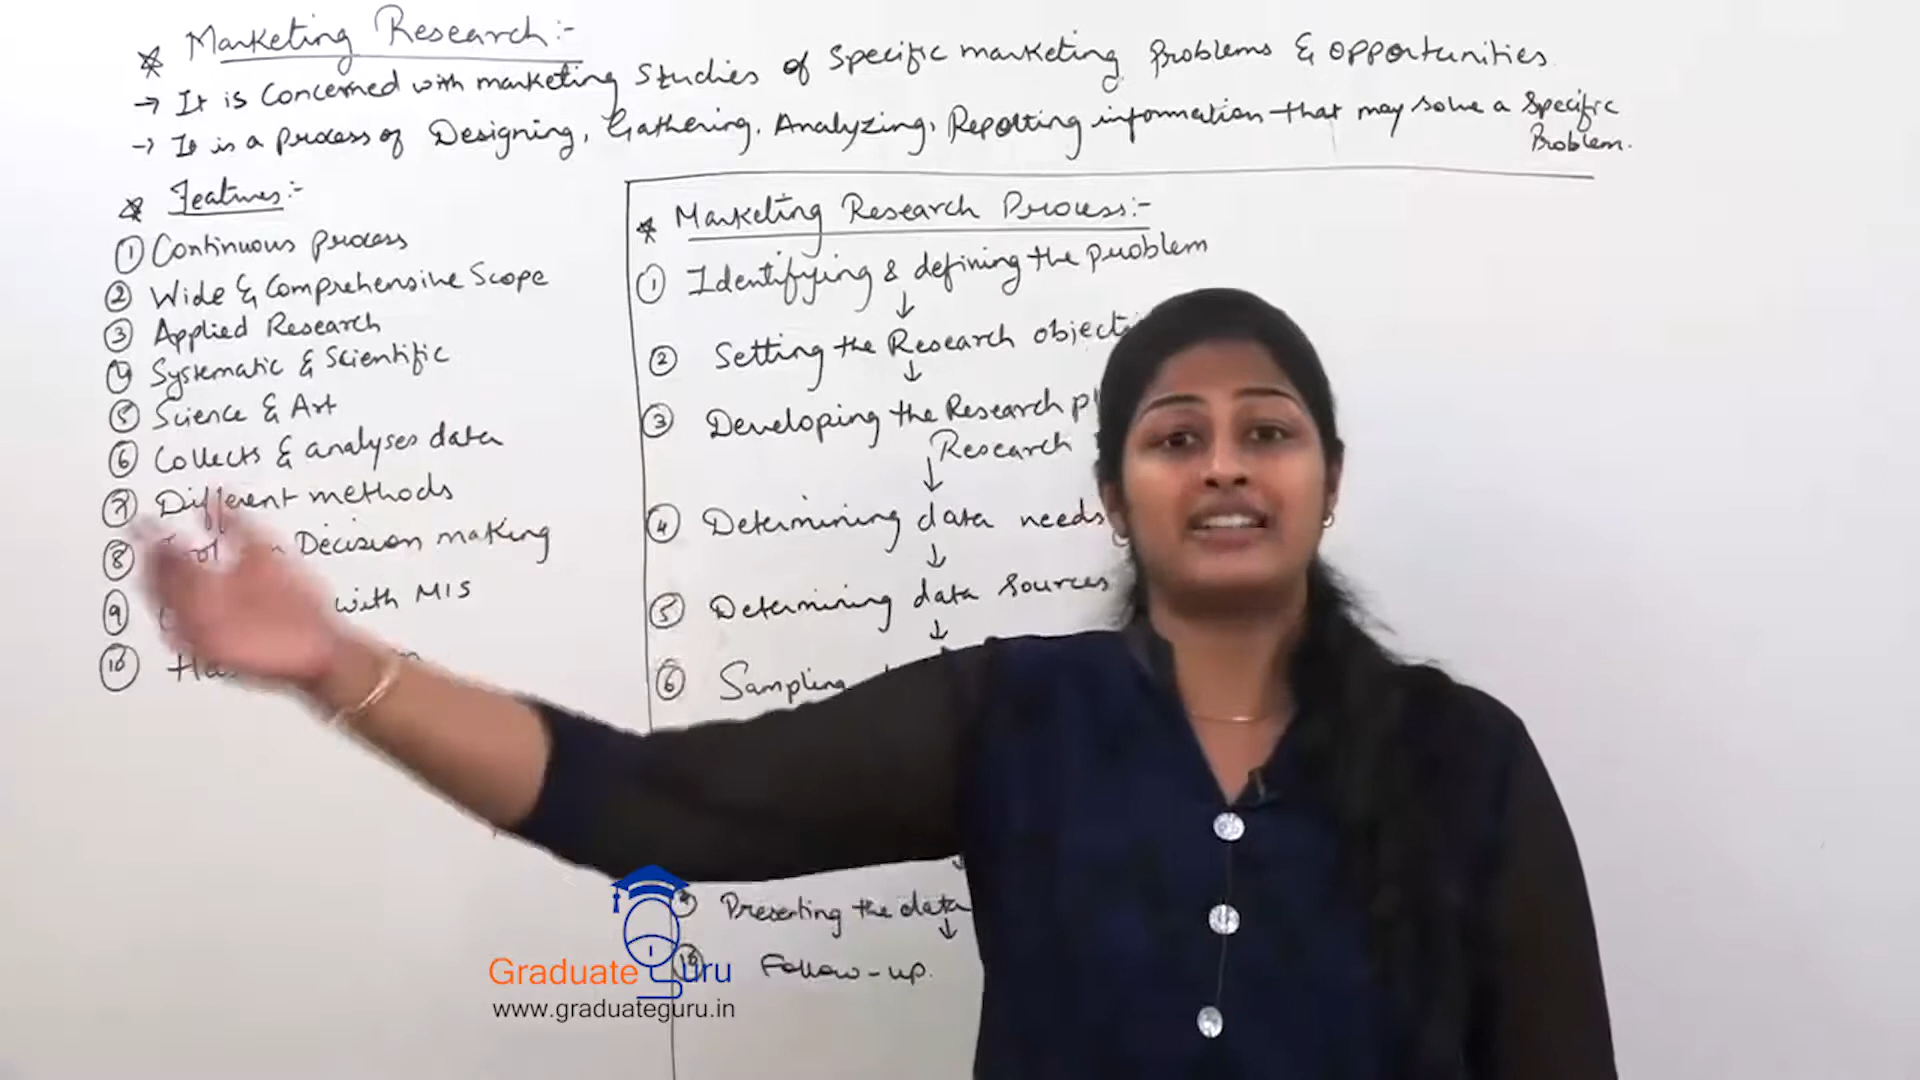 * Marketing Research:-
→ It is Concerned with marketing Studies of Specific marketing problems & opportunities.
→ It is a process of Designing, Gathering, Analyzing, Reporting information that may solve a Specific Problem.
* Features:-
① Continuous process
② Wide & Comprehensive Scope
③ Applied Research
④ Systematic & Scientific
⑤ Science & Art
⑥ Collects & analyses data
⑦ Different methods
⑧ Decision making
⑨ with MIS
⑩
* Marketing Research Process:-
① Identifying & defining the problem
↓
② Setting the Research
↓
③ Developing the Research
Research
↓
④ Determining data needs
↓
⑤ Determining data sources
↓
⑥ Sampling
⑨ Presenting the data
↓
⑩ Follow-up.
Graduate Guru
www.graduateguru.in